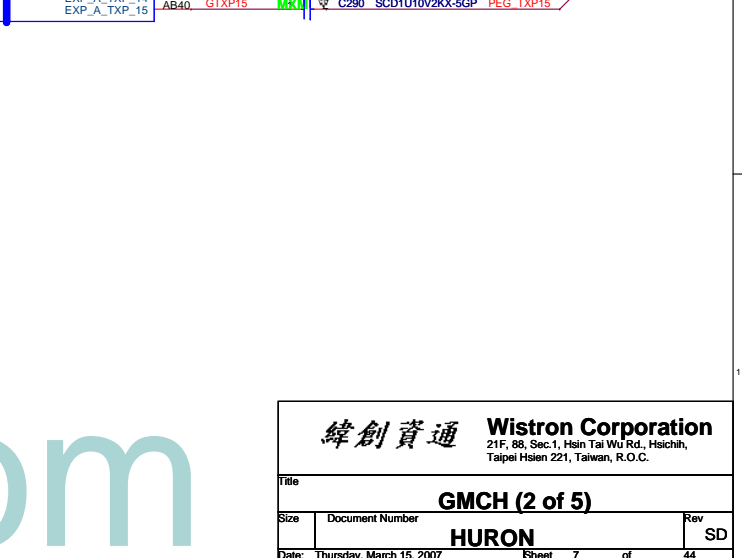 EXP_A_TXP_15 AB40 GTXP15 MKM C290 SCD1U10V2KX-5GP PEG_TXP15
1
緯創資通 Wistron Corporation
21F, 88, Sec.1, Hsin Tai Wu Rd., Hsichih,
Taipei Hsien 221, Taiwan, R.O.C.
Title
GMCH (2 of 5)
Size Document Number Rev
HURON SD
Date: Thursday, March 15, 2007 Sheet 7 of 44
om